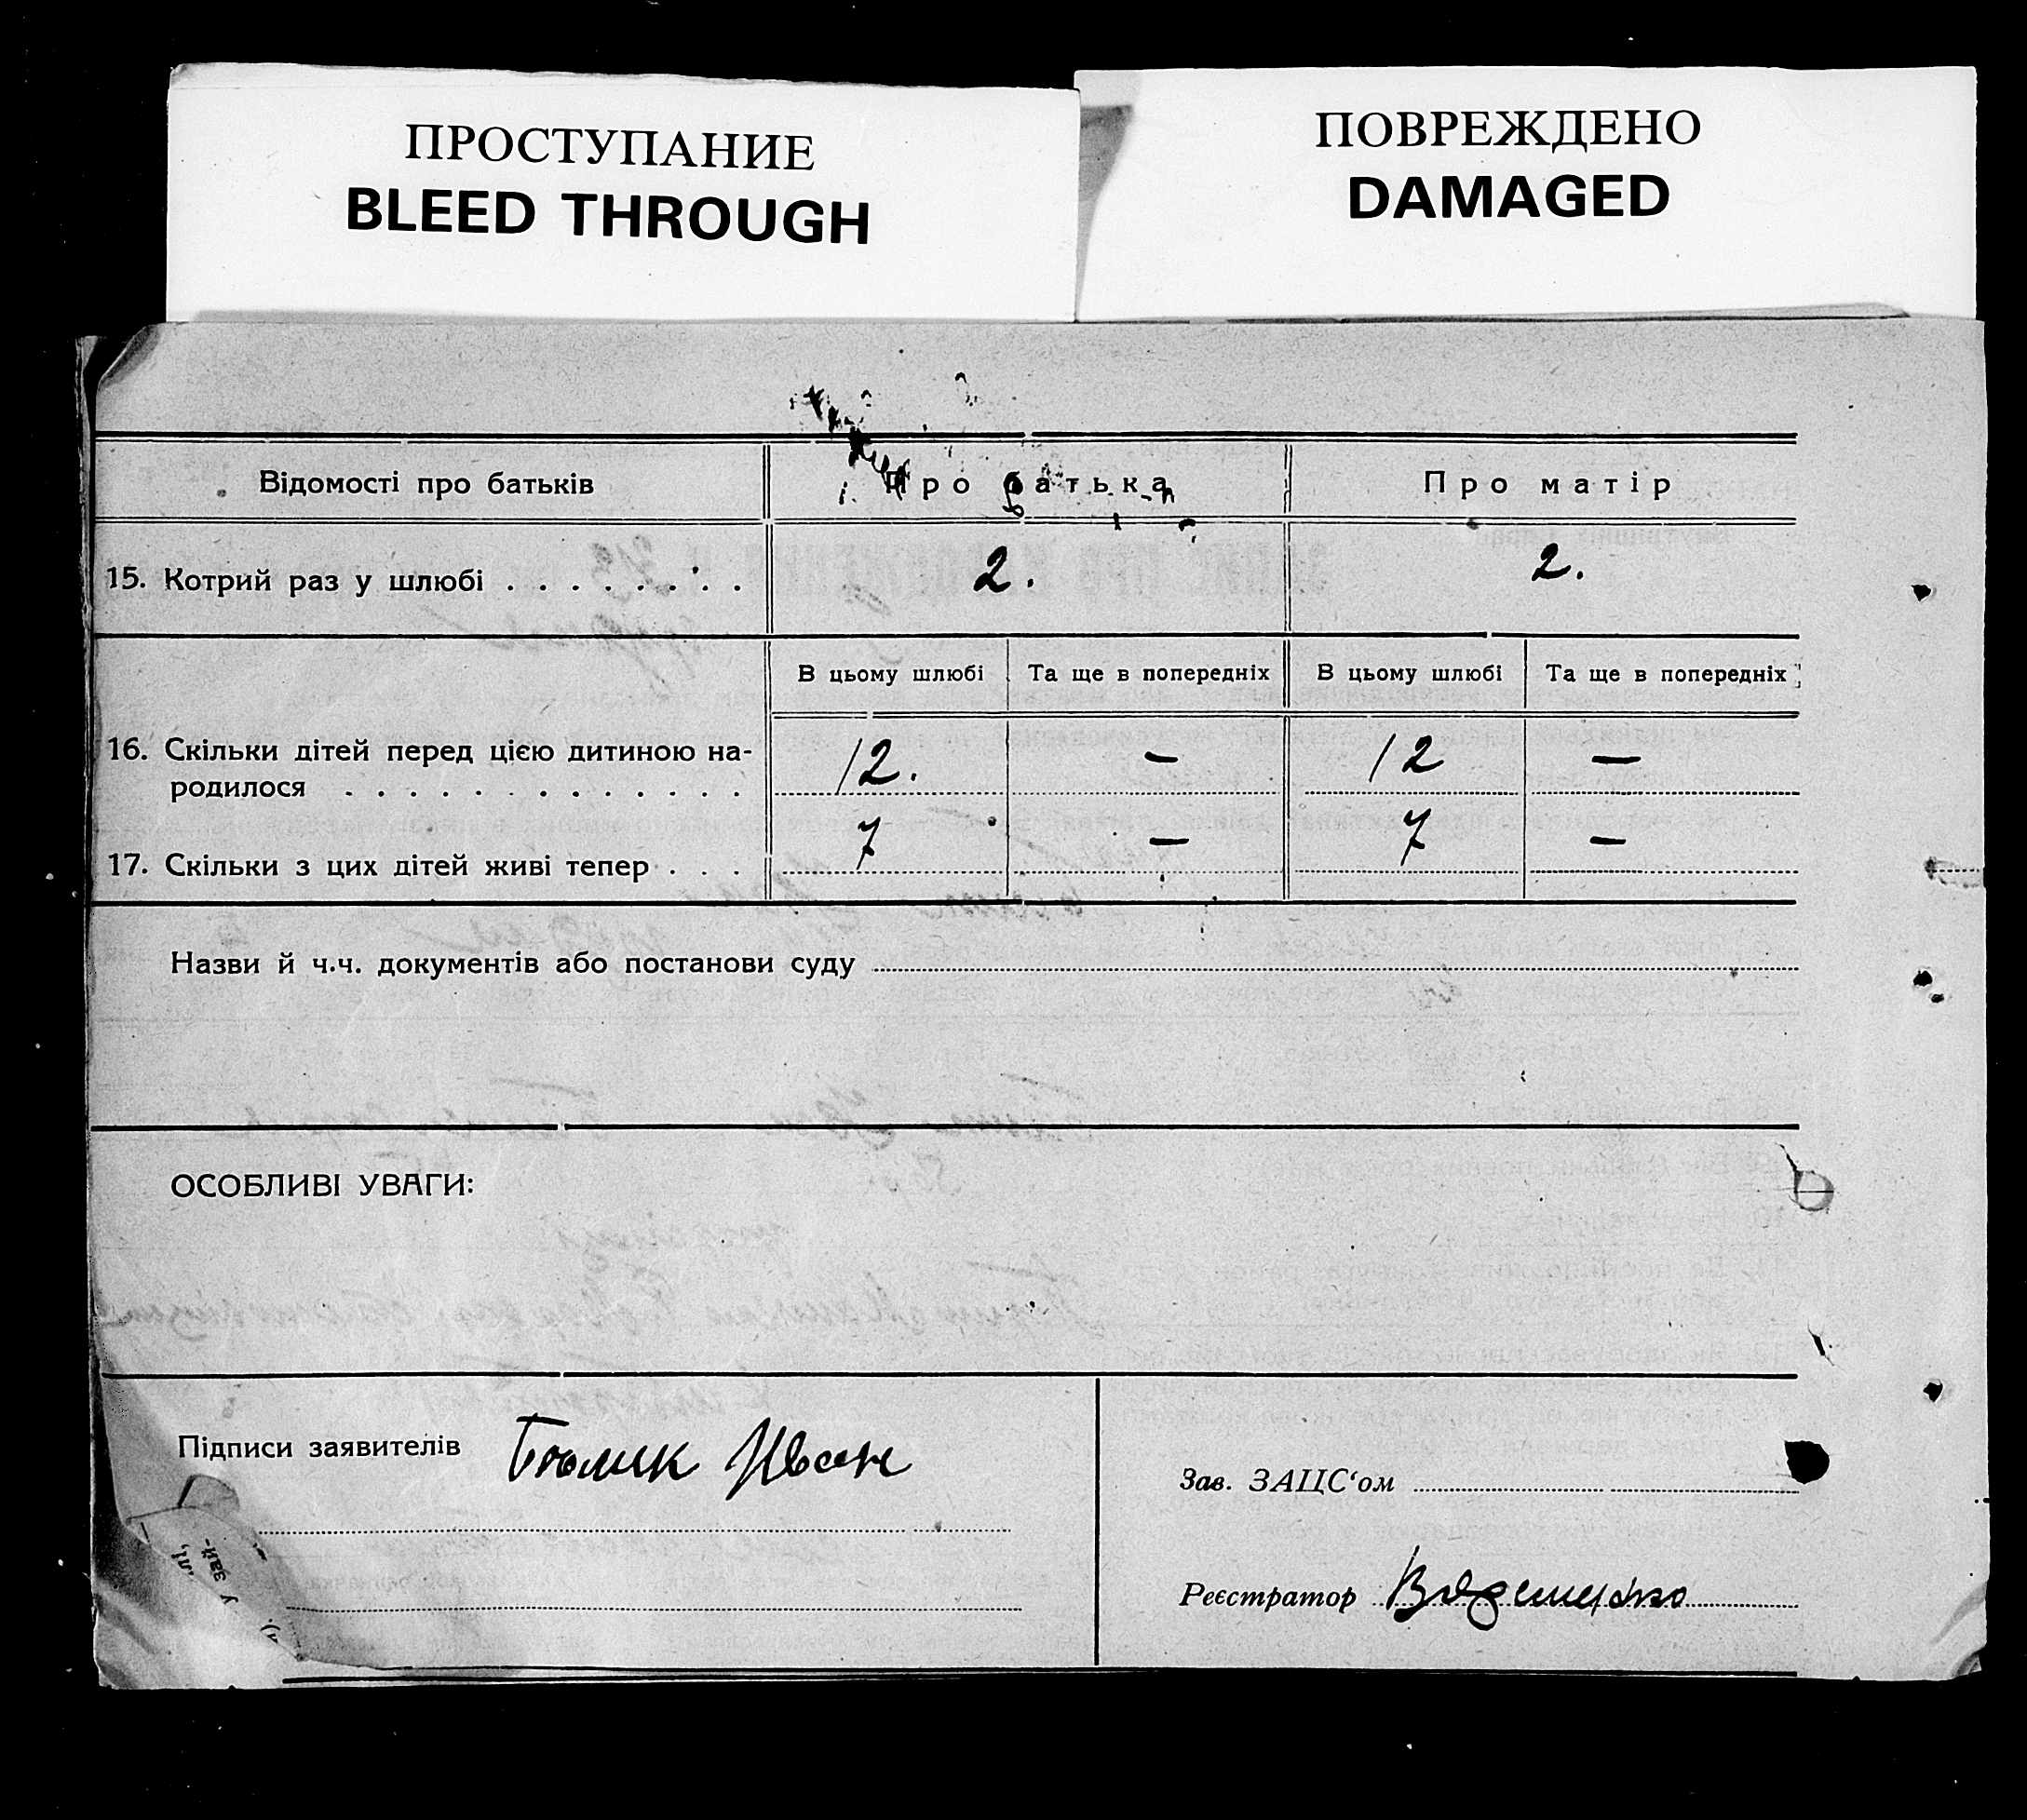 ПРОСТУПАНИЕ
BLEED THROUGH
ПОВРЕЖДЕНО
DAMAGED
Відомості про батьків Про батька Про матір
15. Котрий раз у шлюбі . . . . . . . . 2. 2.
В цьому шлюбі Та ще в попередніх В цьому шлюбі Та ще в попередніх
16. Скільки дітей перед цією дитиною на-
родилося . . . . . . . . . . . . . . 12. — 12 —
17. Скільки з цих дітей живі тепер . . . 7 — 7 —
Назви й ч.ч. документів або постанови суду
ОСОБЛИВІ УВАГИ:
Підписи заявителів Іван
Зав. ЗАЦС‘ом
Реєстратор
у зай-